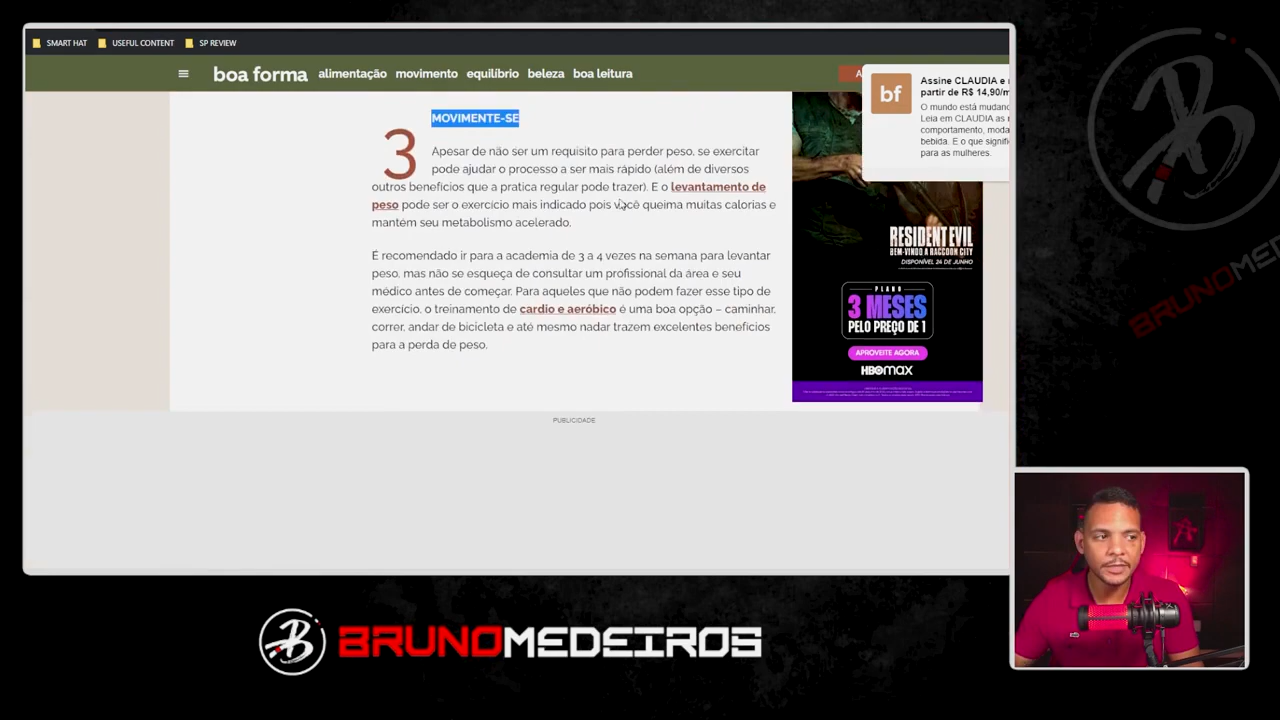 SMART HAT
USEFUL CONTENT
SP REVIEW
boa forma
alimentação
movimento
equilíbrio
beleza
boa leitura
A
bf
Assine CLAUDIA e
partir de R$ 14,90/m
O mundo está mudan
Leia em CLAUDIA as
comportamento, moda
bebida. E o que signifi
para as mulheres.
MOVIMENTE-SE
3
Apesar de não ser um requisito para perder peso, se exercitar
pode ajudar o processo a ser mais rápido (além de diversos
outros benefícios que a pratica regular pode trazer). E o levantamento de
peso pode ser o exercício mais indicado pois você queima muitas calorias e
mantém seu metabolismo acelerado.
É recomendado ir para a academia de 3 a 4 vezes na semana para levantar
peso, mas não se esqueça de consultar um profissional da área e seu
médico antes de começar. Para aqueles que não podem fazer esse tipo de
exercício, o treinamento de cardio e aeróbico é uma boa opção – caminhar,
correr, andar de bicicleta e até mesmo nadar trazem excelentes benefícios
para a perda de peso.
RESIDENT EVIL
BEM-VINDO A RACCOON CITY
DISPONÍVEL 24 DE JUNHO
PLANO
3 MESES
PELO PREÇO DE 1
APROVEITE AGORA
HBOMAX
PUBLICIDADE
B
BRUNOMEDEIROS
BRUNOMEDE